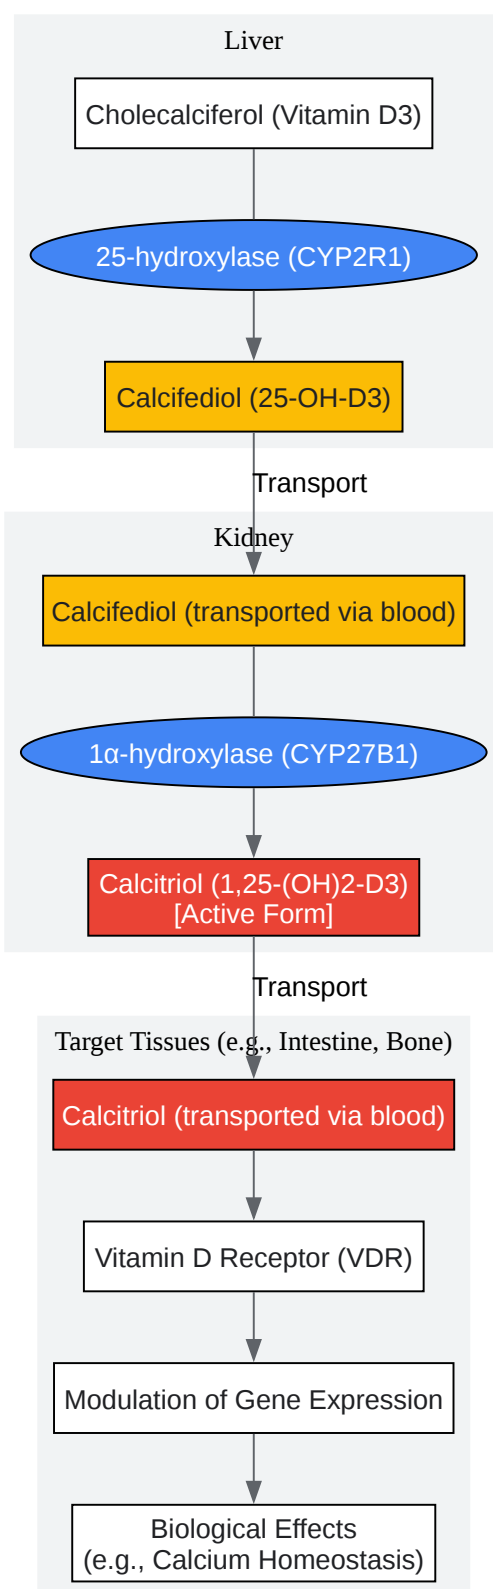 Liver
Cholecalciferol (Vitamin D3)
25-hydroxylase (CYP2R1)
Calcifediol (25-OH-D3)
Transport
Kidney
Calcifediol (transported via blood)
1α-hydroxylase (CYP27B1)
Calcitriol (1,25-(OH)2-D3)
[Active Form]
Transport
Target Tissues (e.g., Intestine, Bone)
Calcitriol (transported via blood)
Vitamin D Receptor (VDR)
Modulation of Gene Expression
Biological Effects
(e.g., Calcium Homeostasis)